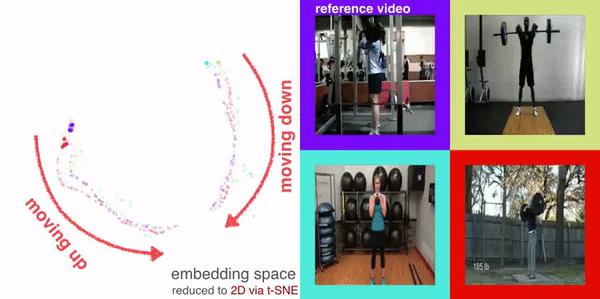 reference video
moving down
moving up
embedding space
reduced to 2D via t-SNE
185 lb